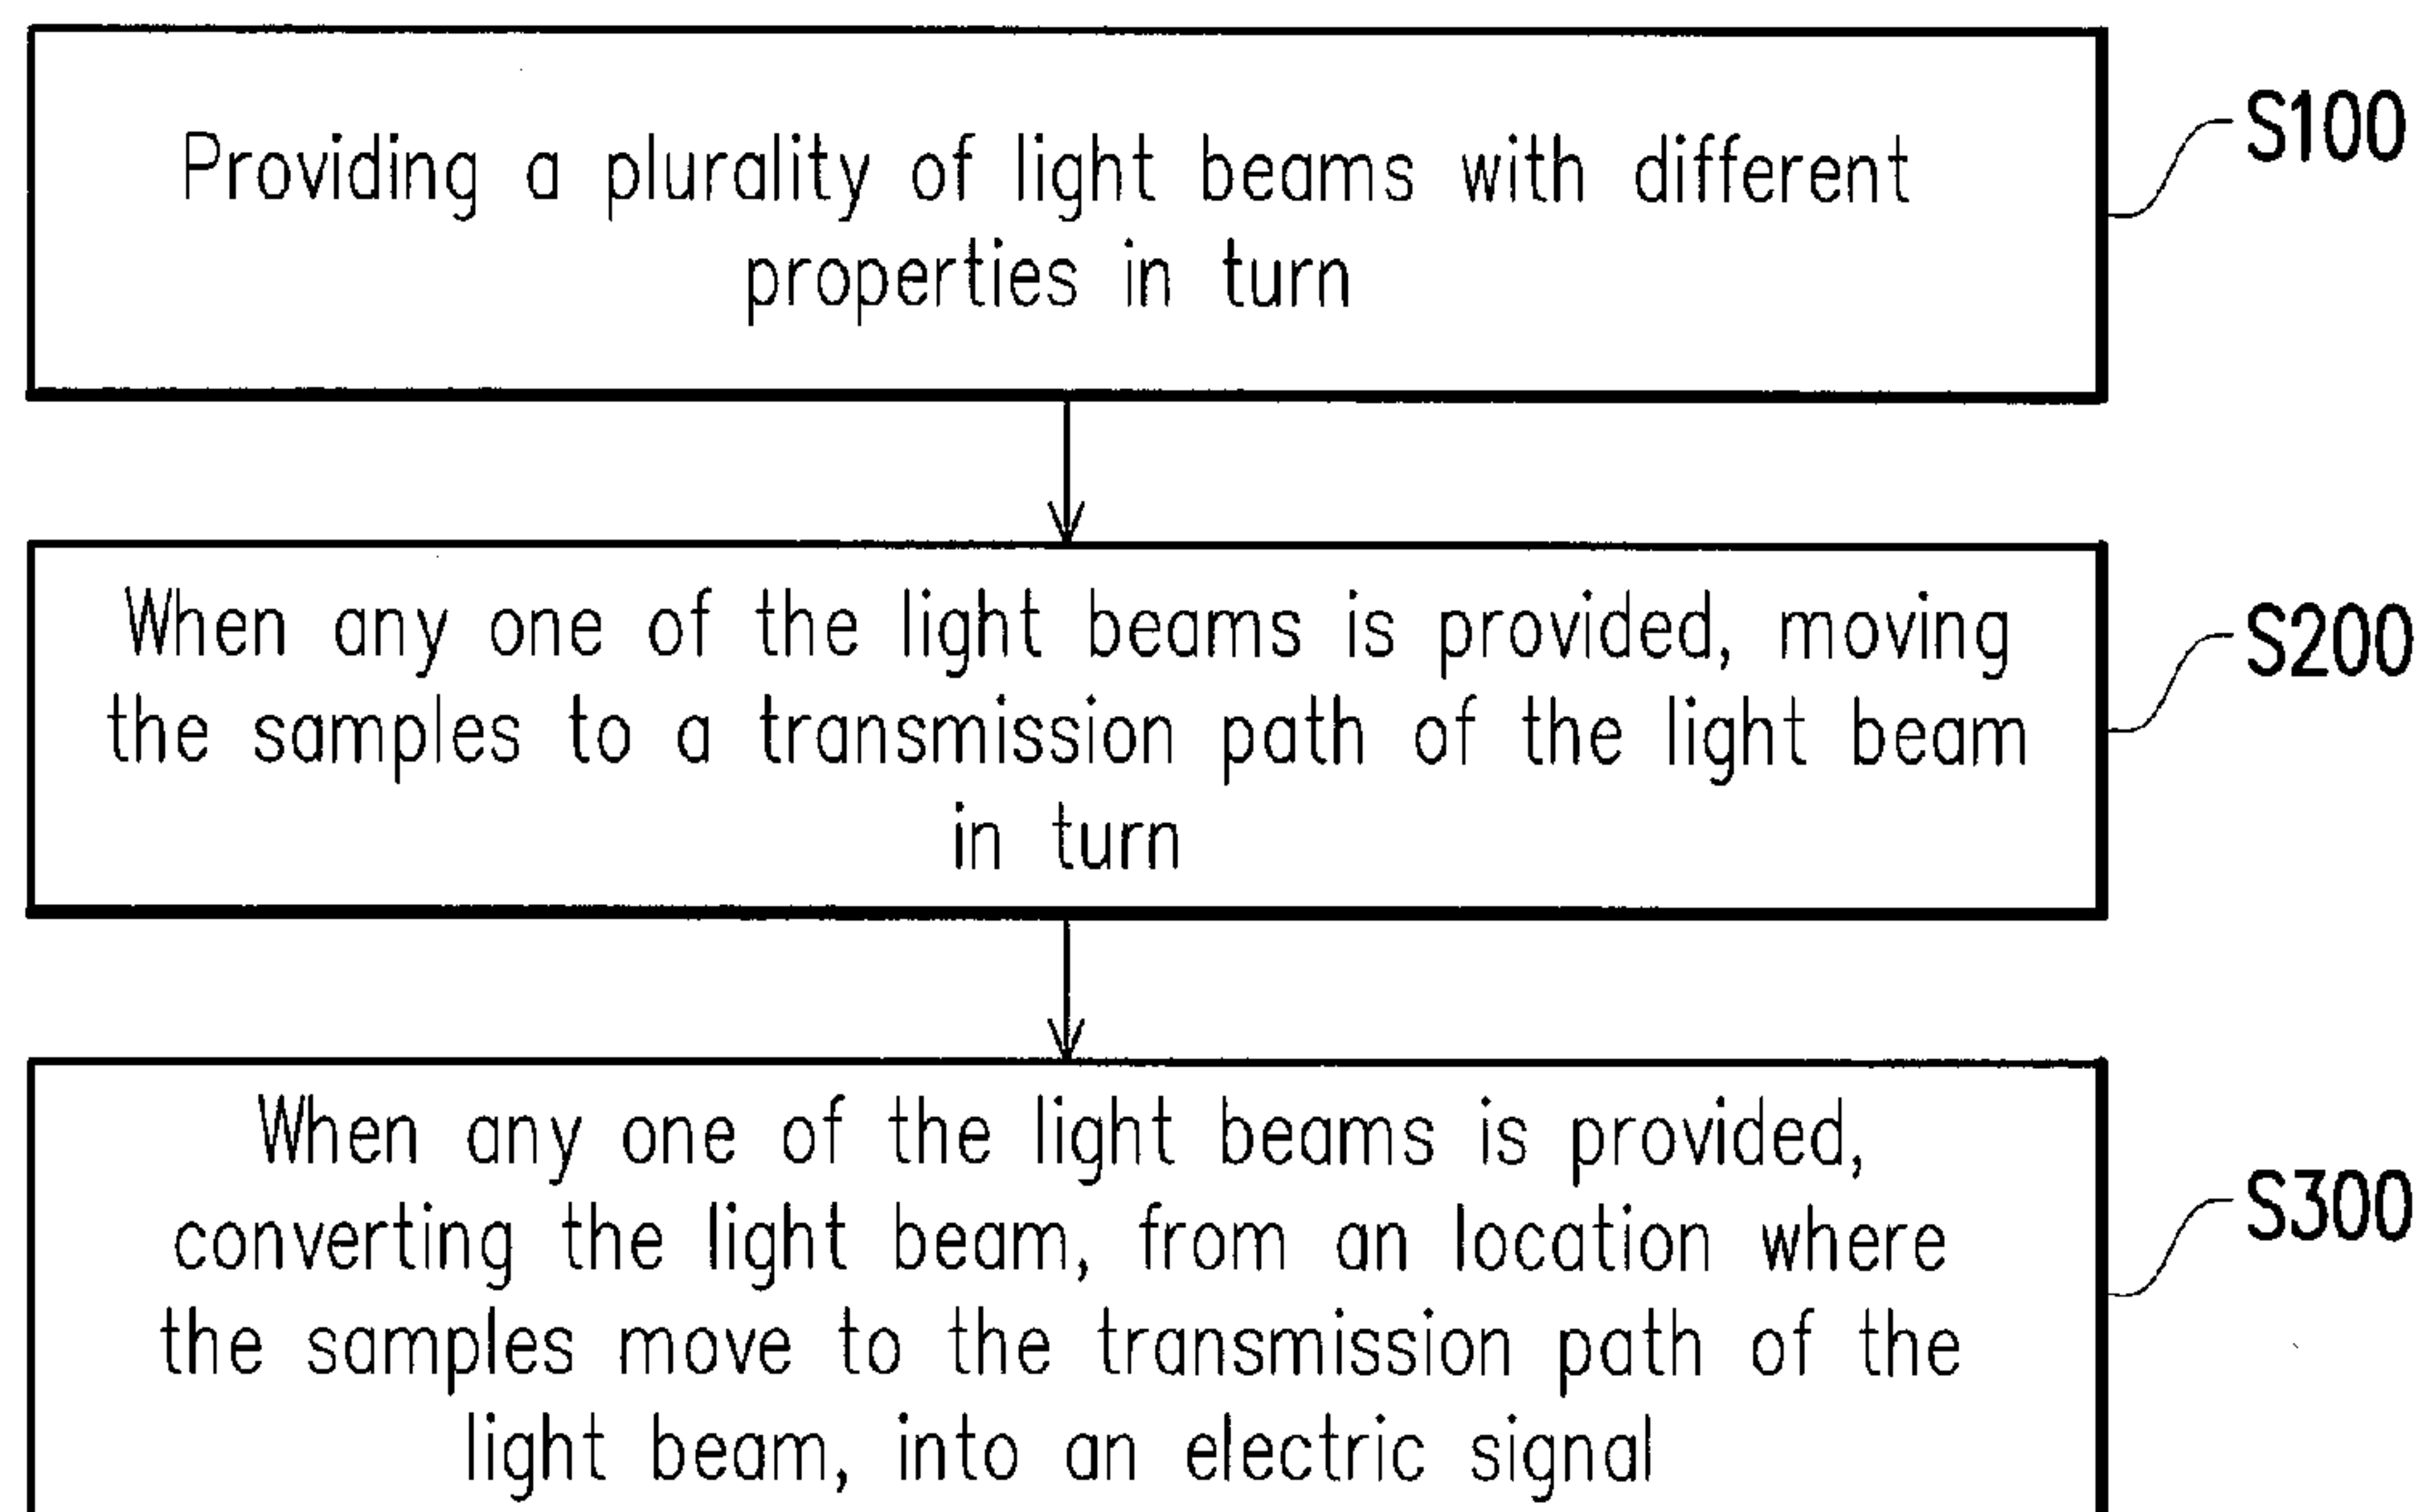 Providing a plurality of light beams with different
properties in turn
S100
When any one of the light beams is provided, moving
the samples to a transmission path of the light beam
in turn
S200
When any one of the light beams is provided,
converting the light beam, from an location where
the samples move to the transmission path of the
light beam, into an electric signal
S300